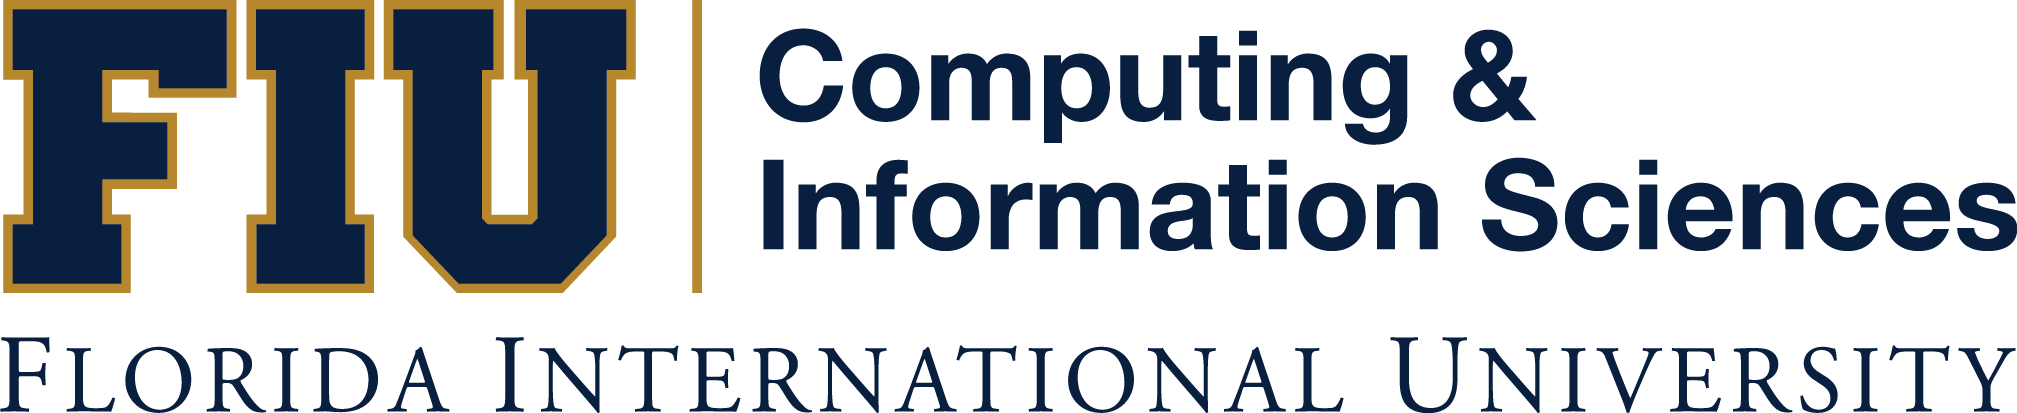 FIU
Computing &
Information Sciences
FLORIDA INTERNATIONAL UNIVERSITY